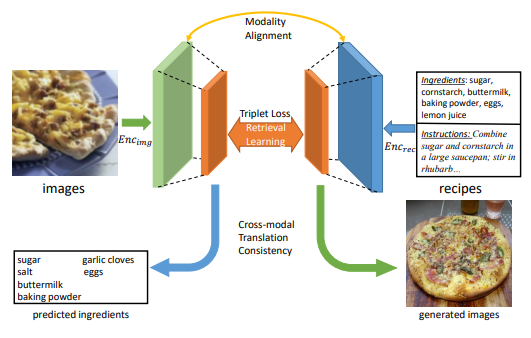 Modality
Alignment
Enc_img
images
Triplet Loss
Retrieval
Learning
Enc_rec
Ingredients: sugar,
cornstarch, buttermilk,
baking powder, eggs,
lemon juice
Instructions: Combine
sugar and cornstarch in
a large saucepan; stir in
rhubarb…
recipes
Cross-modal
Translation
Consistency
sugar garlic cloves
salt eggs
buttermilk
baking powder
predicted ingredients
generated images